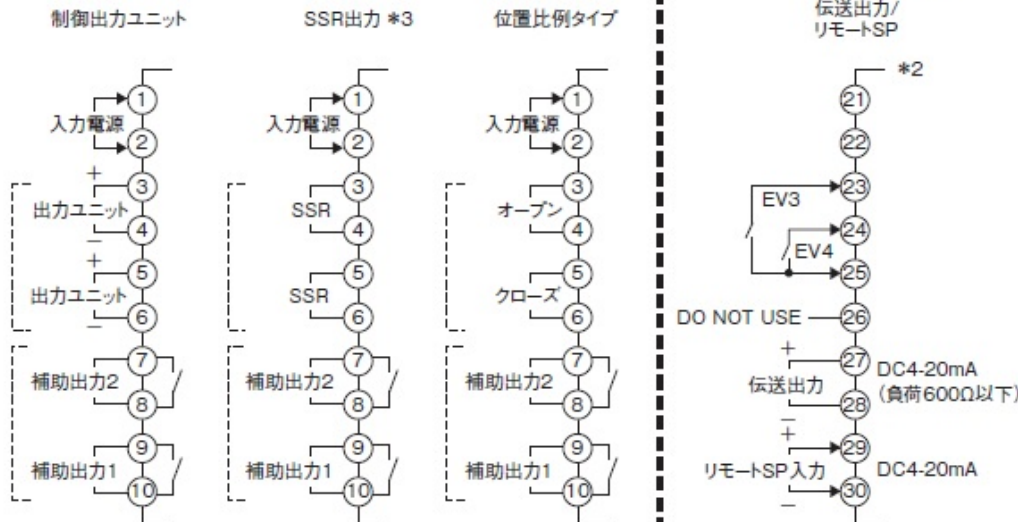 制御出力ユニット
1
入力電源
2
+
3
出力ユニット
4
−
+
5
出力ユニット
6
−
7
補助出力2
8
9
補助出力1
10
SSR出力 *3
1
入力電源
2
3
SSR
4
5
SSR
6
7
補助出力2
8
9
補助出力1
10
位置比例タイプ
1
入力電源
2
3
オープン
4
5
クローズ
6
7
補助出力2
8
9
補助出力1
10
伝送出力/
リモートSP
*2
21
22
23
EV3
24
EV4
25
DO NOT USE 26
+
27
DC4-20mA
伝送出力
(負荷600Ω以下)
28
−
+
29
リモートSP入力
DC4-20mA
30
−